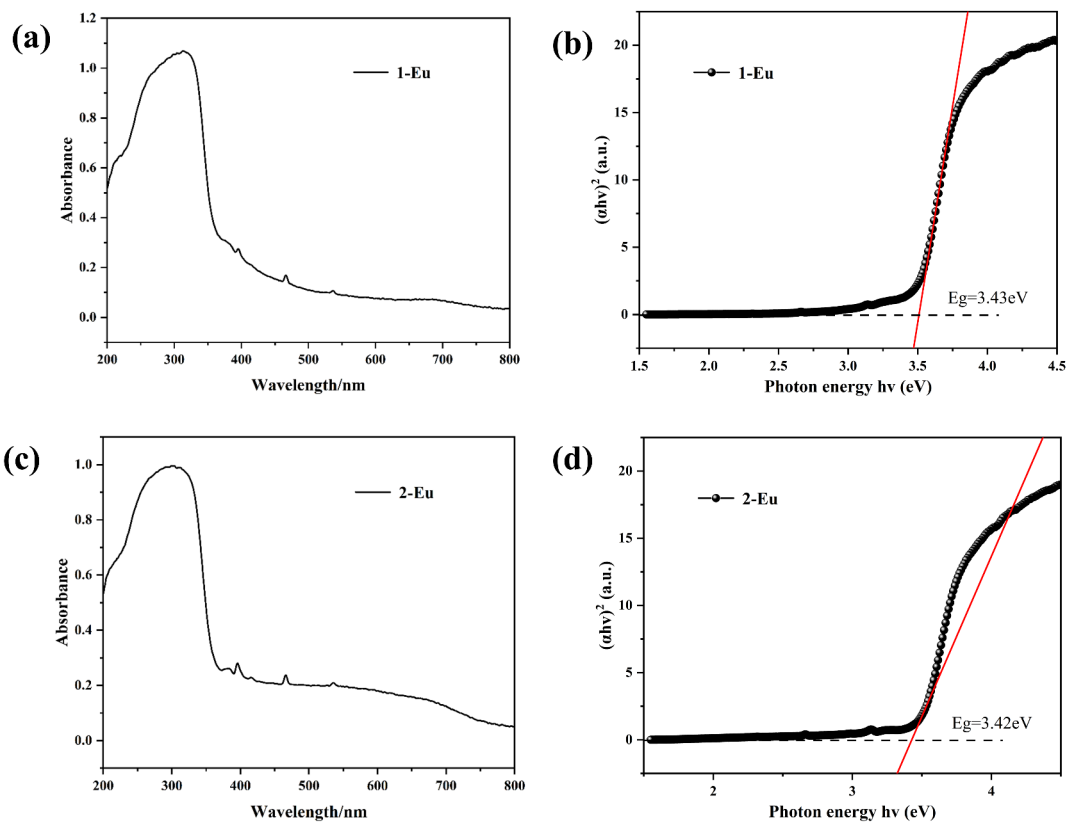 (a)
1.2
1.0
0.8
0.6
0.4
0.2
0.0
Absorbance
1-Eu
200 300 400 500 600 700 800
Wavelength/nm
(b)
20
15
10
5
0
(αhv)² (a.u.)
1-Eu
Eg=3.43eV
1.5 2.0 2.5 3.0 3.5 4.0 4.5
Photon energy hv (eV)
(c)
1.0
0.8
0.6
0.4
0.2
0.0
Absorbance
2-Eu
200 300 400 500 600 700 800
Wavelength/nm
(d)
20
15
10
5
0
(αhv)² (a.u.)
2-Eu
Eg=3.42eV
2 3 4
Photon energy hv (eV)